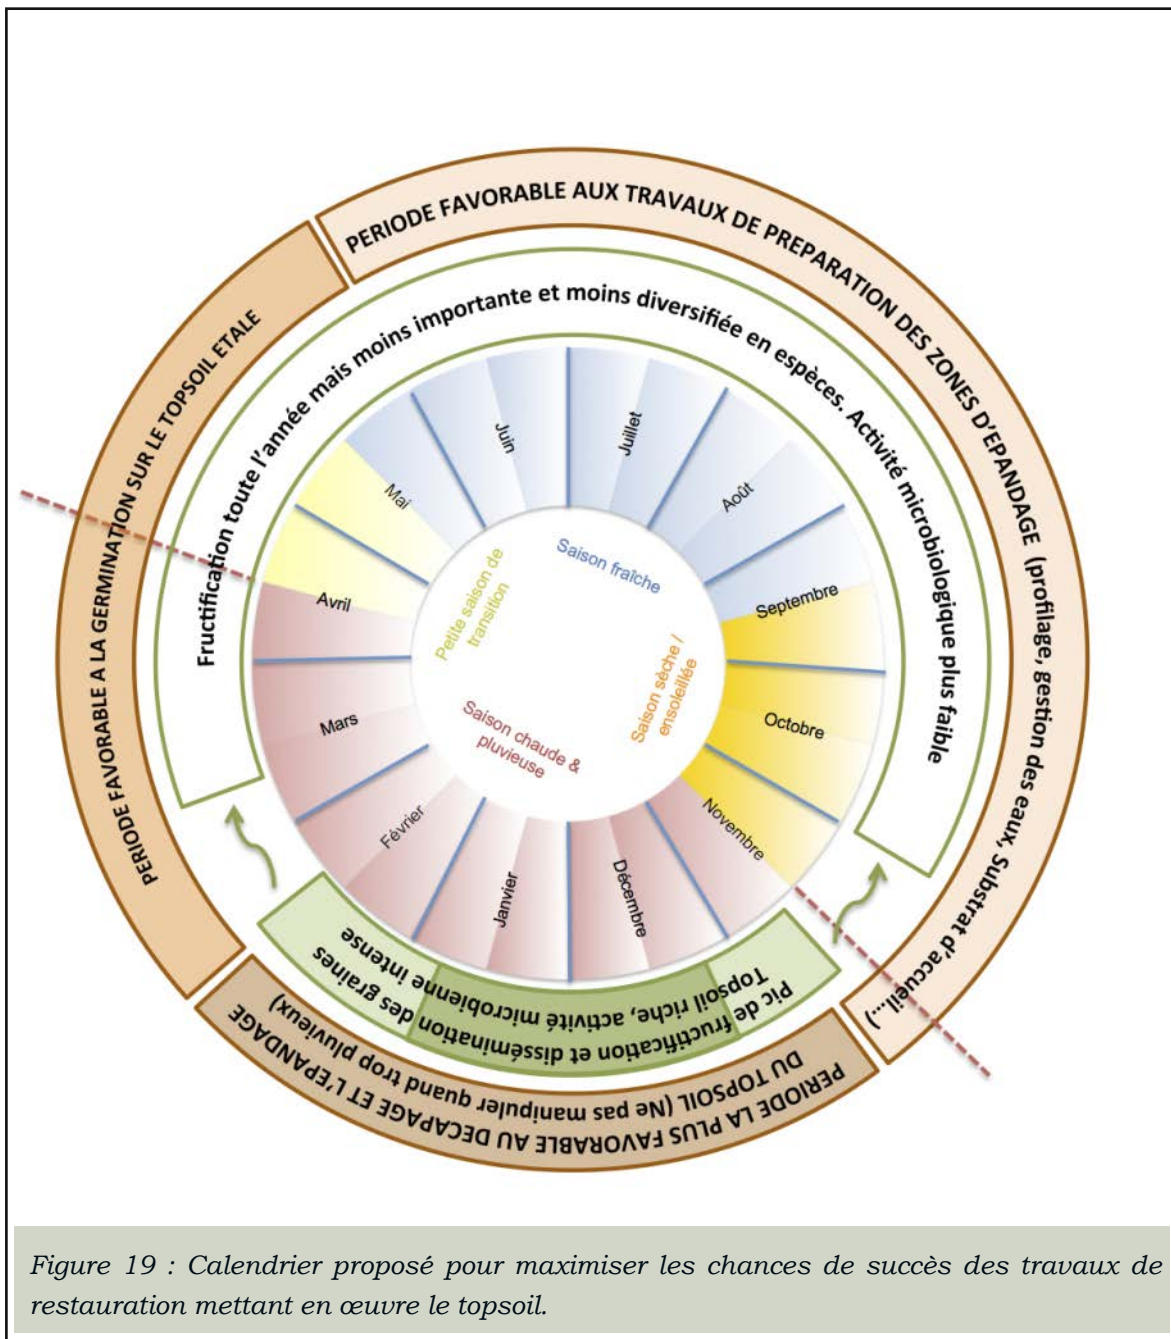 PERIODE FAVORABLE AUX TRAVAUX DE PREPARATION DES ZONES D'EPANDAGE (profilage, gestion des eaux, Substrat d'accueil...)
PERIODE FAVORABLE A LA GERMINATION SUR LE TOPSOIL ETALE
Fructification toute l'année mais moins importante et moins diversifiée en espèces. Activité microbiologique plus faible
Juin
Juillet
Mai
Août
Avril
Septembre
Mars
Octobre
Février
Novembre
Janvier
Décembre
Saison fraîche
Petite saison de
transition
Saison sèche /
ensoleillée
Saison chaude &
pluvieuse
Pic de fructification et dissémination des graines
Topsoil riche, activité microbienne intense
PERIODE LA PLUS FAVORABLE AU DECAPAGE ET L'EPANDAGE
DU TOPSOIL (Ne pas manipuler quand trop pluvieux)
Figure 19 : Calendrier proposé pour maximiser les chances de succès des travaux de
restauration mettant en œuvre le topsoil.